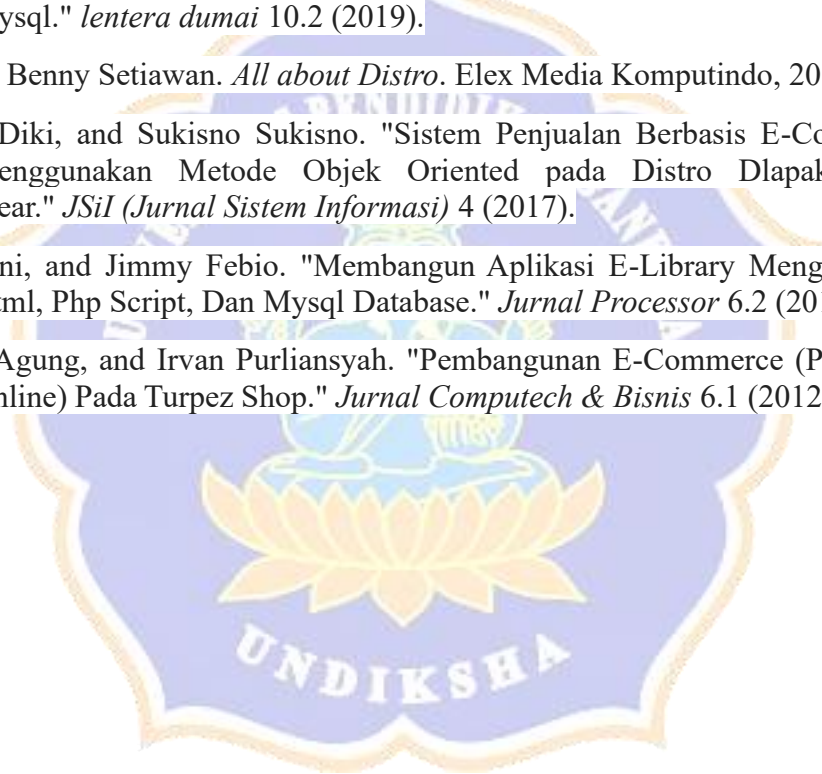 ysql." lentera dumai 10.2 (2019).
Benny Setiawan. All about Distro. Elex Media Komputindo, 20
Diki, and Sukisno Sukisno. "Sistem Penjualan Berbasis E-Co
enggunakan Metode Objek Oriented pada Distro Dlapak
ear." JSiI (Jurnal Sistem Informasi) 4 (2017).
ni, and Jimmy Febio. "Membangun Aplikasi E-Library Meng
tml, Php Script, Dan Mysql Database." Jurnal Processor 6.2 (201
Agung, and Irvan Purliansyah. "Pembangunan E-Commerce (P
nline) Pada Turpez Shop." Jurnal Computech & Bisnis 6.1 (2012
UNDIKSHA